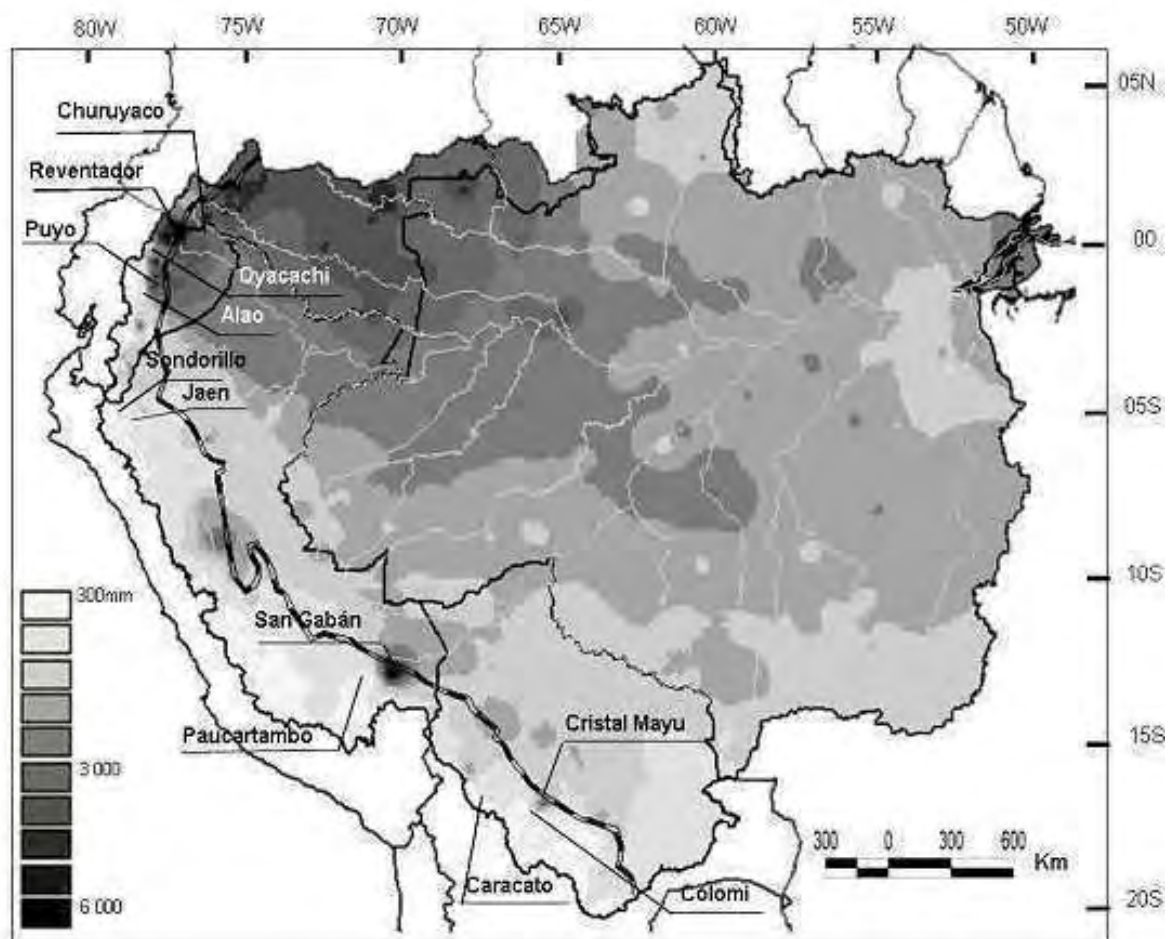 80W 75W 70W 65W 60W 55W 50W
05N
Churuyaco
Reventador
Puyo
00
Oyacachi
Alao
Sondorillo
Jaen
05S
10S
300mm
San Gabán
Paucartambo
Cristal Mayu
15S
3 000
300 0 300 600
Km
Caracato
Colomi
6 000
20S